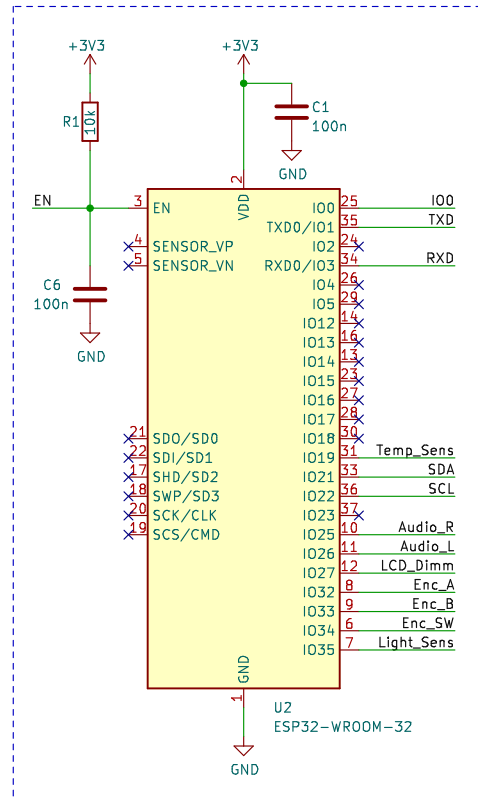 +3V3 +3V3
R1 10k
C1
100n
GND
EN 3 EN
2 VDD
C6
100n
GND
4 SENSOR_VP
5 SENSOR_VN
21 SDO/SD0
22 SDI/SD1
17 SHD/SD2
18 SWP/SD3
20 SCK/CLK
19 SCS/CMD
IO0 25 IO0
TXD0/IO1 35 TXD
IO2 24
RXD0/IO3 34 RXD
IO4 26
IO5 29
IO12 14
IO13 16
IO14 13
IO15 23
IO16 27
IO17 28
IO18 30
IO19 31 Temp_Sens
IO21 33 SDA
IO22 36 SCL
IO23 37
IO25 10 Audio_R
IO26 11 Audio_L
IO27 12 LCD_Dimm
IO32 8 Enc_A
IO33 9 Enc_B
IO34 6 Enc_SW
IO35 7 Light_Sens
GND 1
U2
ESP32-WROOM-32
GND